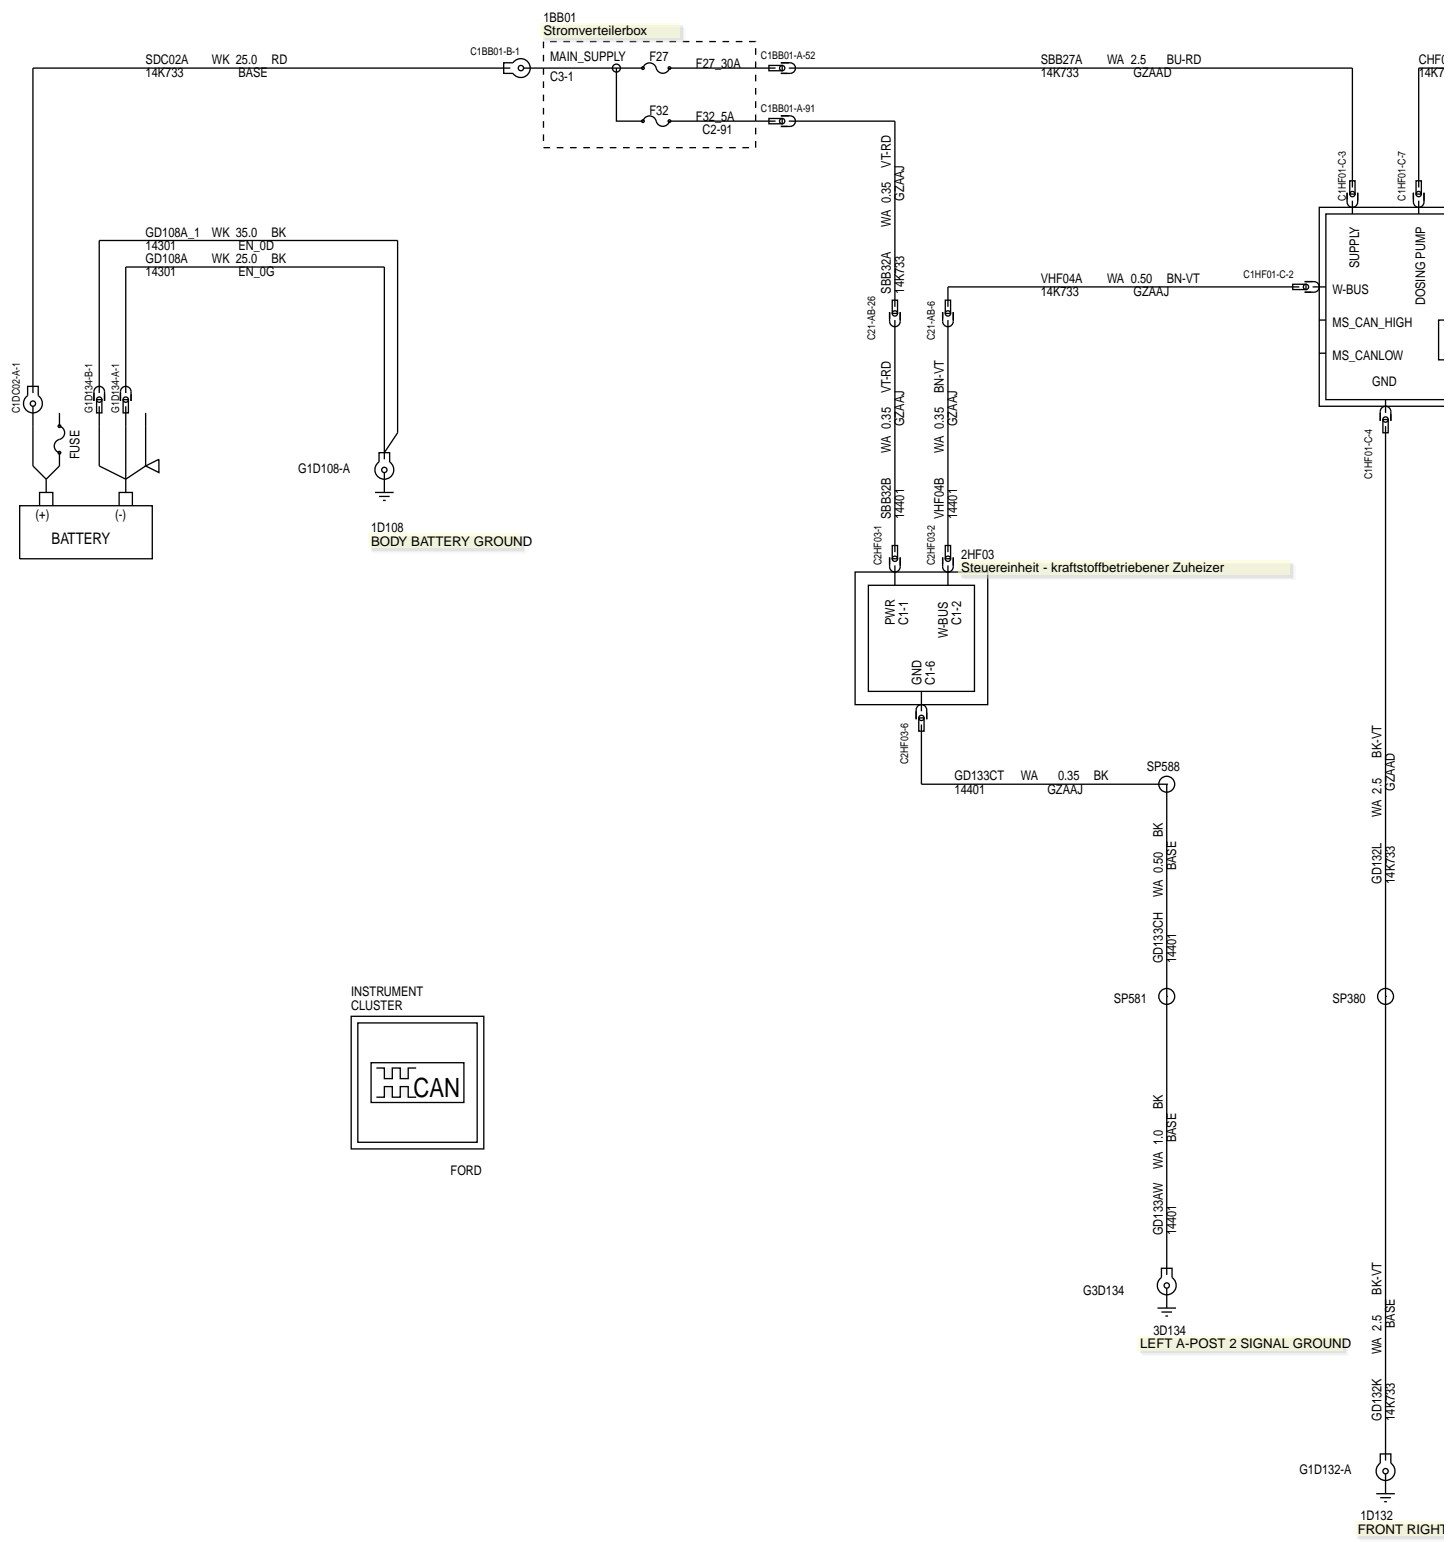 1BB01
Stromverteilerbox
SDC02A WK 25.0 RD
14K733 BASE
C1BB01-B-1
MAIN_SUPPLY
C3-1
F27
F27_30A
C1BB01-A-52
SBB27A WA 2.5 BU-RD
14K733 GZAAD
F32
F32_5A
C2-91
C1BB01-A-91
WA 0.35 VT-RD
GZAAJ
SBB32A
14K733
C1HF01-C-3
C1HF01-C-7
GD108A_1 WK 35.0 BK
14301 EN_0D
GD108A WK 25.0 BK
14301 EN_0G
VHF04A WA 0.50 BN-VT
14K733 GZAAJ
C1HF01-C-2
SUPPLY
DOSING PUMP
W-BUS
MS_CAN_HIGH
MS_CANLOW
GND
C21-AB-26
C21-AB-6
C1DC02-A-1
G1D134-B-1
G1D134-A-1
FUSE
(+)
(-)
BATTERY
G1D108-A
1D108
BODY BATTERY GROUND
SBB32B WA 0.35 VT-RD
14401 GZAAJ
VHF04B WA 0.35 BN-VT
14401 GZAAJ
C1HF01-C-4
C2HF03-1
C2HF03-2
2HF03
Steuereinheit - kraftstoffbetriebener Zuheizer
PWR
C1-1
W-BUS
C1-2
GND
C1-6
C2HF03-6
GD133CT WA 0.35 BK
14401 GZAAJ
SP588
GD133CH WA 0.50 BK
14401 BASE
GD132L WA 2.5 BK-VT
14K733 GZAAD
SP581
SP380
INSTRUMENT
CLUSTER
CAN
FORD
GD133AW WA 1.0 BK
14401 BASE
G3D134
3D134
LEFT A-POST 2 SIGNAL GROUND
GD132K WA 2.5 BK-VT
14K733 BASE
G1D132-A
1D132
FRONT RIGHT